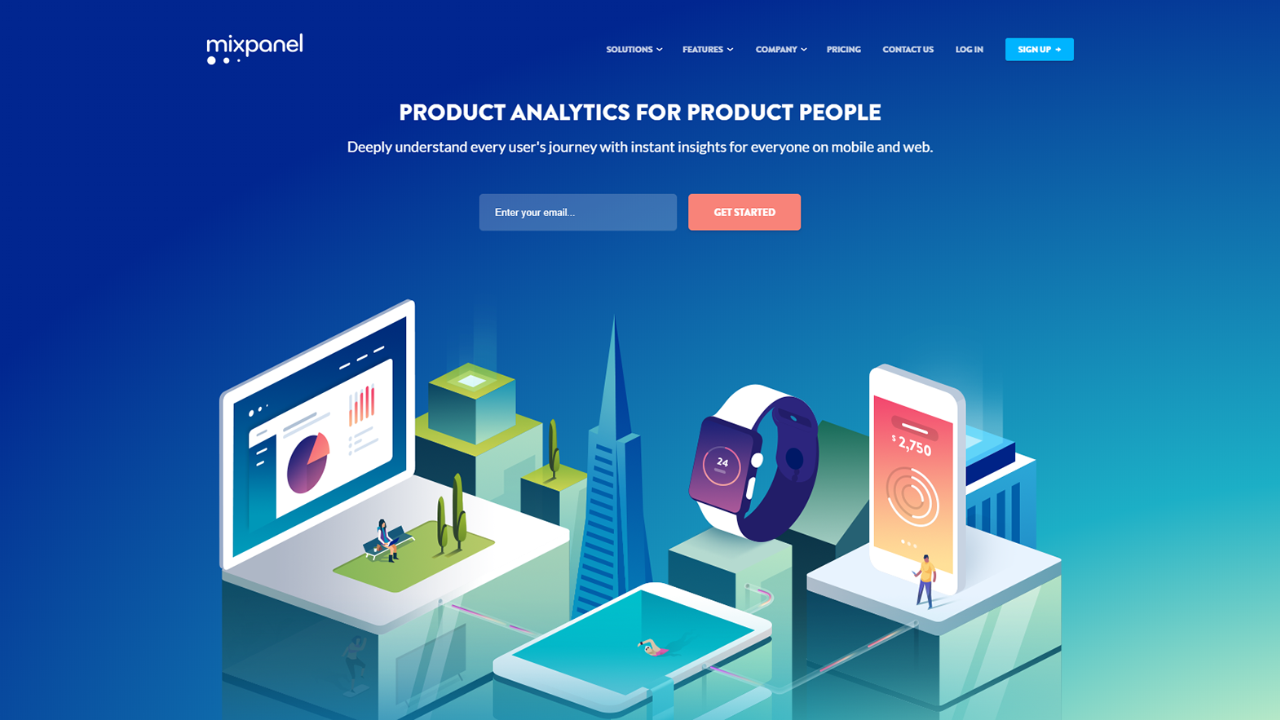 mixpanel
SOLUTIONS
FEATURES
COMPANY
PRICING
CONTACT US
LOG IN
SIGN UP
PRODUCT ANALYTICS FOR PRODUCT PEOPLE
Deeply understand every user's journey with instant insights for everyone on mobile and web.
Enter your email...
GET STARTED
24
$ 2,750